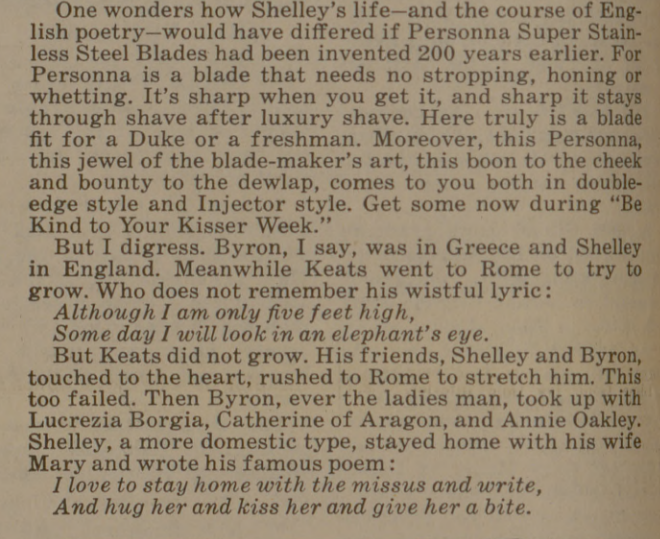 One wonders how Shelley's life—and the course of Eng-
lish poetry—would have differed if Personna Super Stain-
less Steel Blades had been invented 200 years earlier. For
Personna is a blade that needs no stropping, honing or
whetting. It's sharp when you get it, and sharp it stays
through shave after luxury shave. Here truly is a blade
fit for a Duke or a freshman. Moreover, this Personna,
this jewel of the blade-maker's art, this boon to the cheek
and bounty to the dewlap, comes to you both in double-
edge style and Injector style. Get some now during "Be
Kind to Your Kisser Week."
But I digress. Byron, I say, was in Greece and Shelley
in England. Meanwhile Keats went to Rome to try to
grow. Who does not remember his wistful lyric:
Although I am only five feet high,
Some day I will look in an elephant's eye.
But Keats did not grow. His friends, Shelley and Byron,
touched to the heart, rushed to Rome to stretch him. This
too failed. Then Byron, ever the ladies man, took up with
Lucrezia Borgia, Catherine of Aragon, and Annie Oakley.
Shelley, a more domestic type, stayed home with his wife
Mary and wrote his famous poem:
I love to stay home with the missus and write,
And hug her and kiss her and give her a bite.